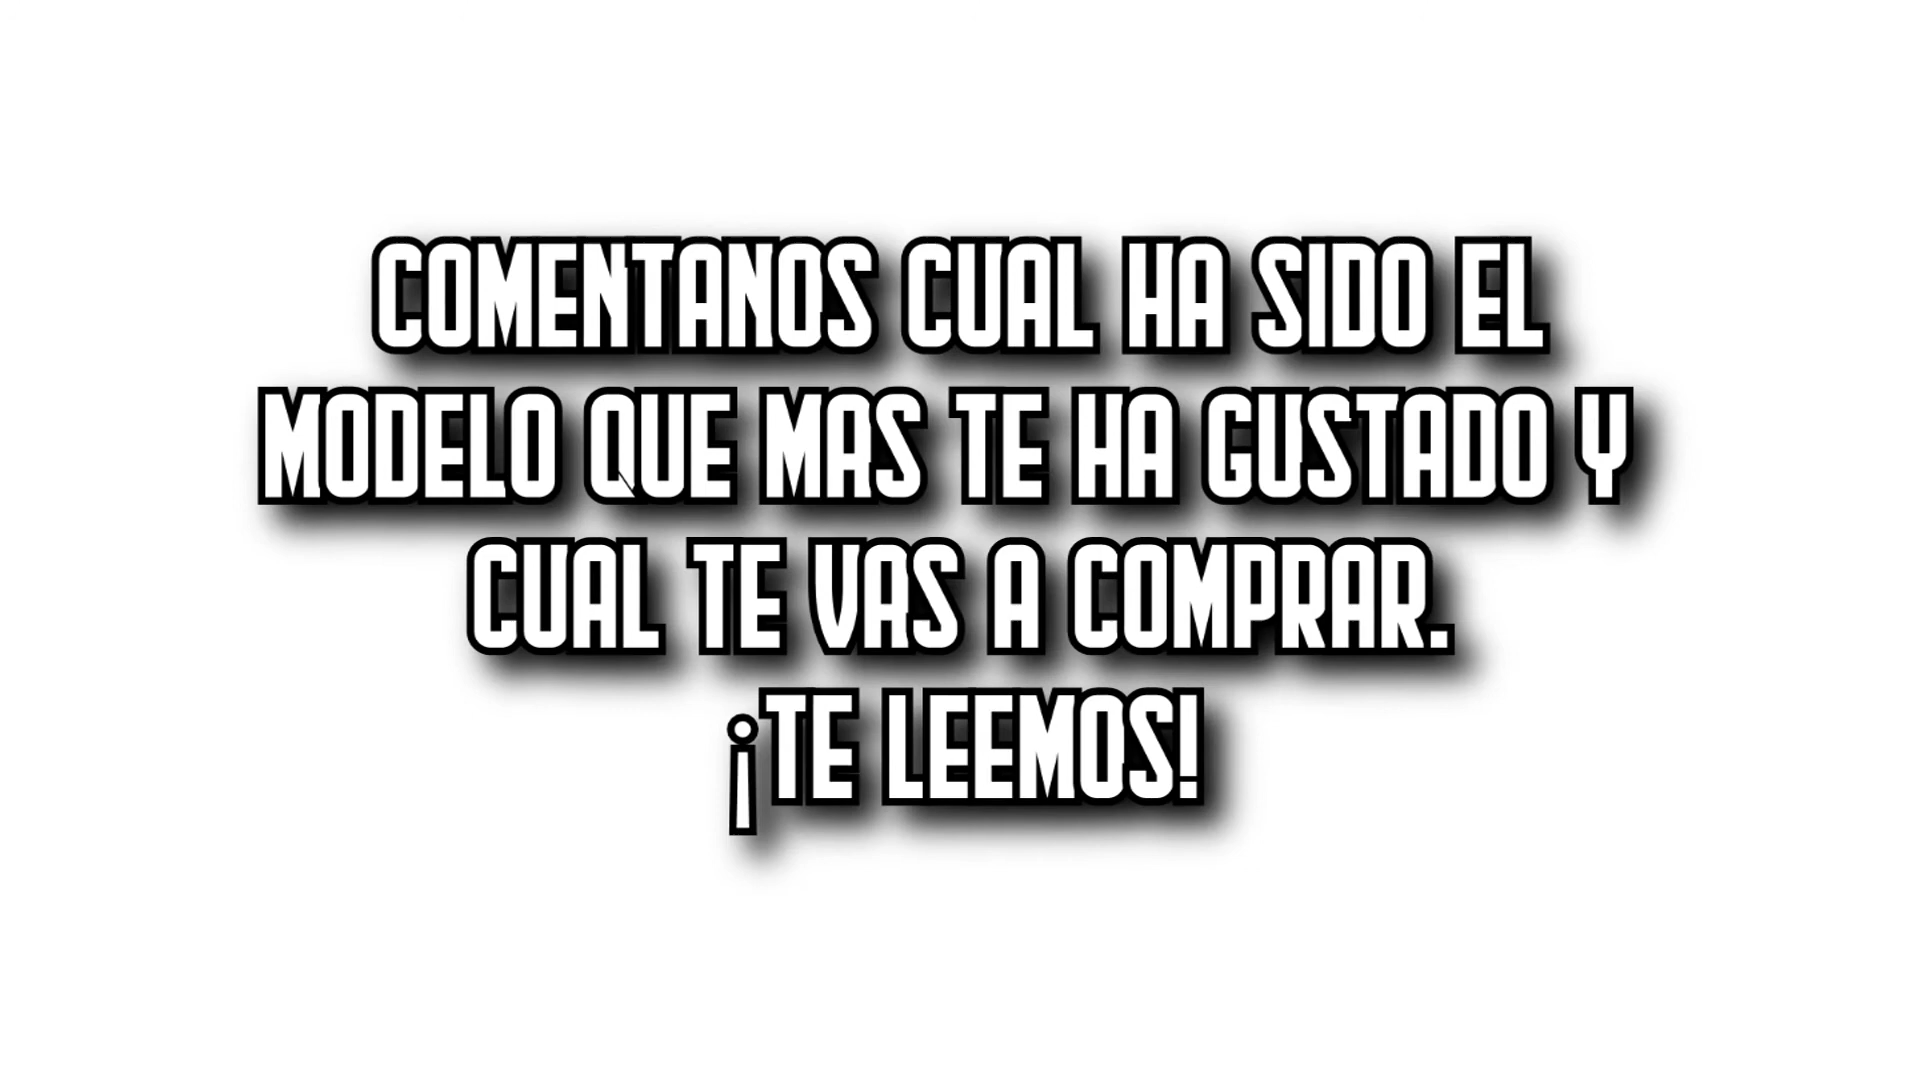 COMENTANOS CUAL HA SIDO EL
MODELO QUE MAS TE HA GUSTADO Y
CUAL TE VAS A COMPRAR.
¡TE LEEMOS!